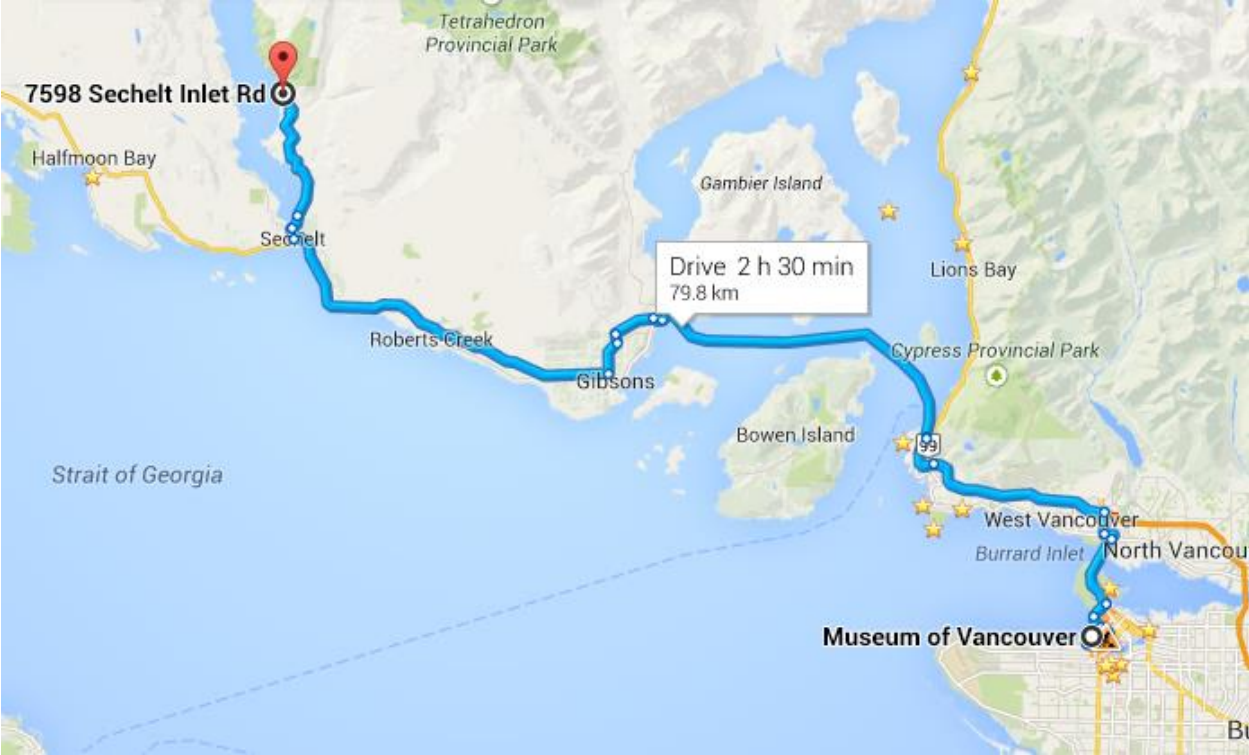 Tetrahedron
Provincial Park
7598 Sechelt Inlet Rd
Halfmoon Bay
Gambier Island
Sechelt
Drive 2 h 30 min
79.8 km
Lions Bay
Roberts Creek
Cypress Provincial Park
Gibsons
Bowen Island
99
Strait of Georgia
West Vancouver
Burrard Inlet
North Vancou
Museum of Vancouver
Bu